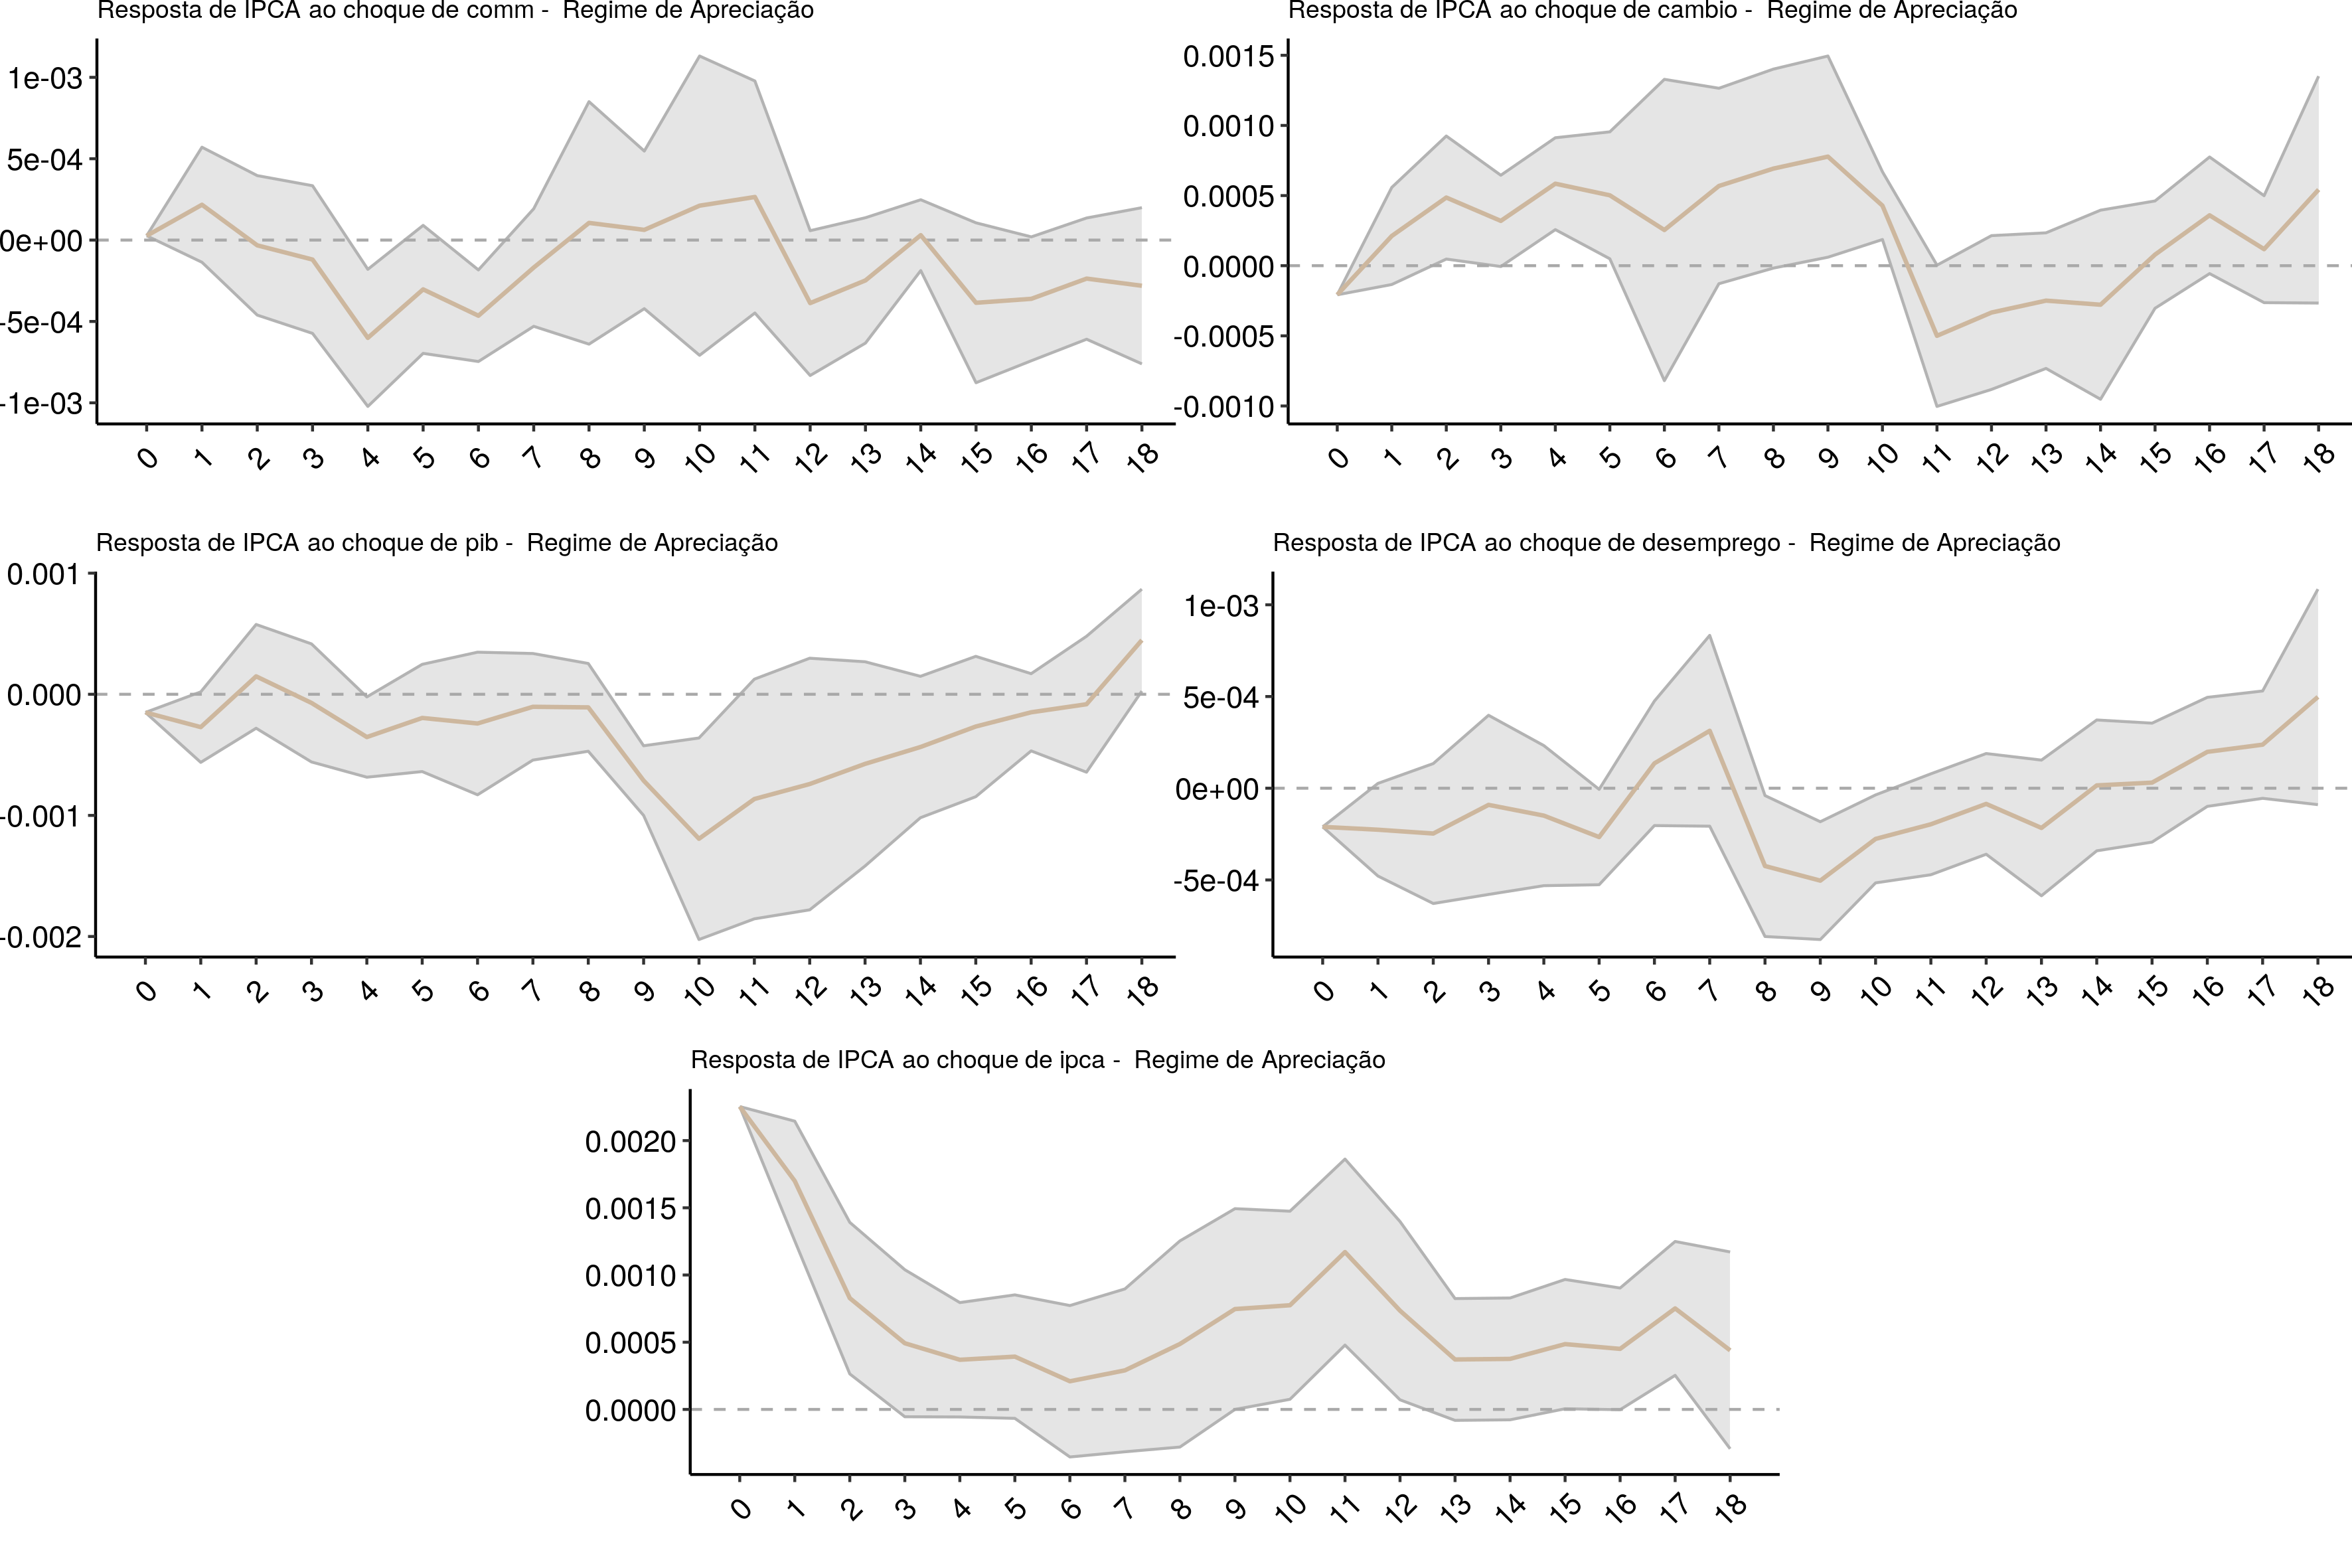 Resposta de IPCA ao choque de comm -  Regime de Apreciação
1e-03
5e-04
0e+00
-5e-04
-1e-03
0 1 2 3 4 5 6 7 8 9 10 11 12 13 14 15 16 17 18
Resposta de IPCA ao choque de cambio -  Regime de Apreciação
0.0015
0.0010
0.0005
0.0000
-0.0005
-0.0010
0 1 2 3 4 5 6 7 8 9 10 11 12 13 14 15 16 17 18
Resposta de IPCA ao choque de pib -  Regime de Apreciação
0.001
0.000
-0.001
-0.002
0 1 2 3 4 5 6 7 8 9 10 11 12 13 14 15 16 17 18
Resposta de IPCA ao choque de desemprego -  Regime de Apreciação
1e-03
5e-04
0e+00
-5e-04
0 1 2 3 4 5 6 7 8 9 10 11 12 13 14 15 16 17 18
Resposta de IPCA ao choque de ipca -  Regime de Apreciação
0.0020
0.0015
0.0010
0.0005
0.0000
0 1 2 3 4 5 6 7 8 9 10 11 12 13 14 15 16 17 18